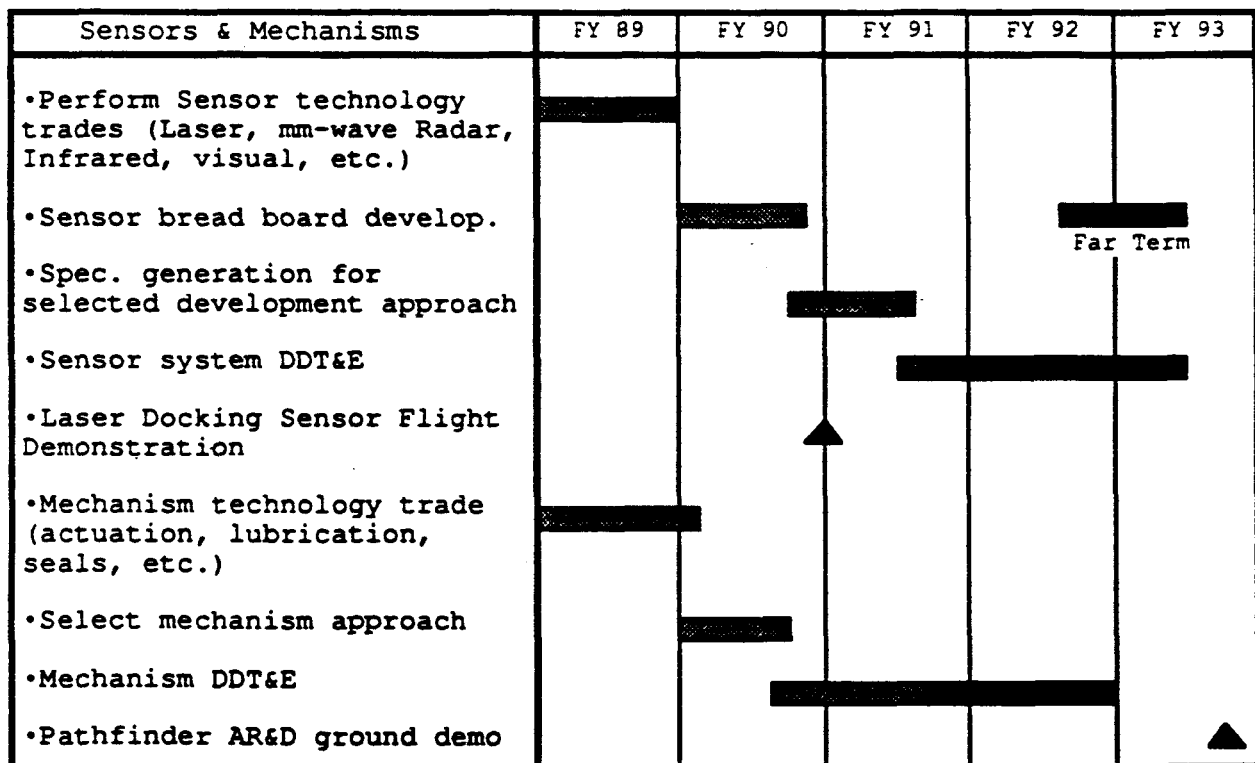 Sensors & Mechanisms FY 89 FY 90 FY 91 FY 92 FY 93
•Perform Sensor technology
trades (Laser, mm-wave Radar,
Infrared, visual, etc.)
•Sensor bread board develop.
Far Term
•Spec. generation for
selected development approach
•Sensor system DDT&E
•Laser Docking Sensor Flight
Demonstration
•Mechanism technology trade
(actuation, lubrication,
seals, etc.)
•Select mechanism approach
•Mechanism DDT&E
•Pathfinder AR&D ground demo